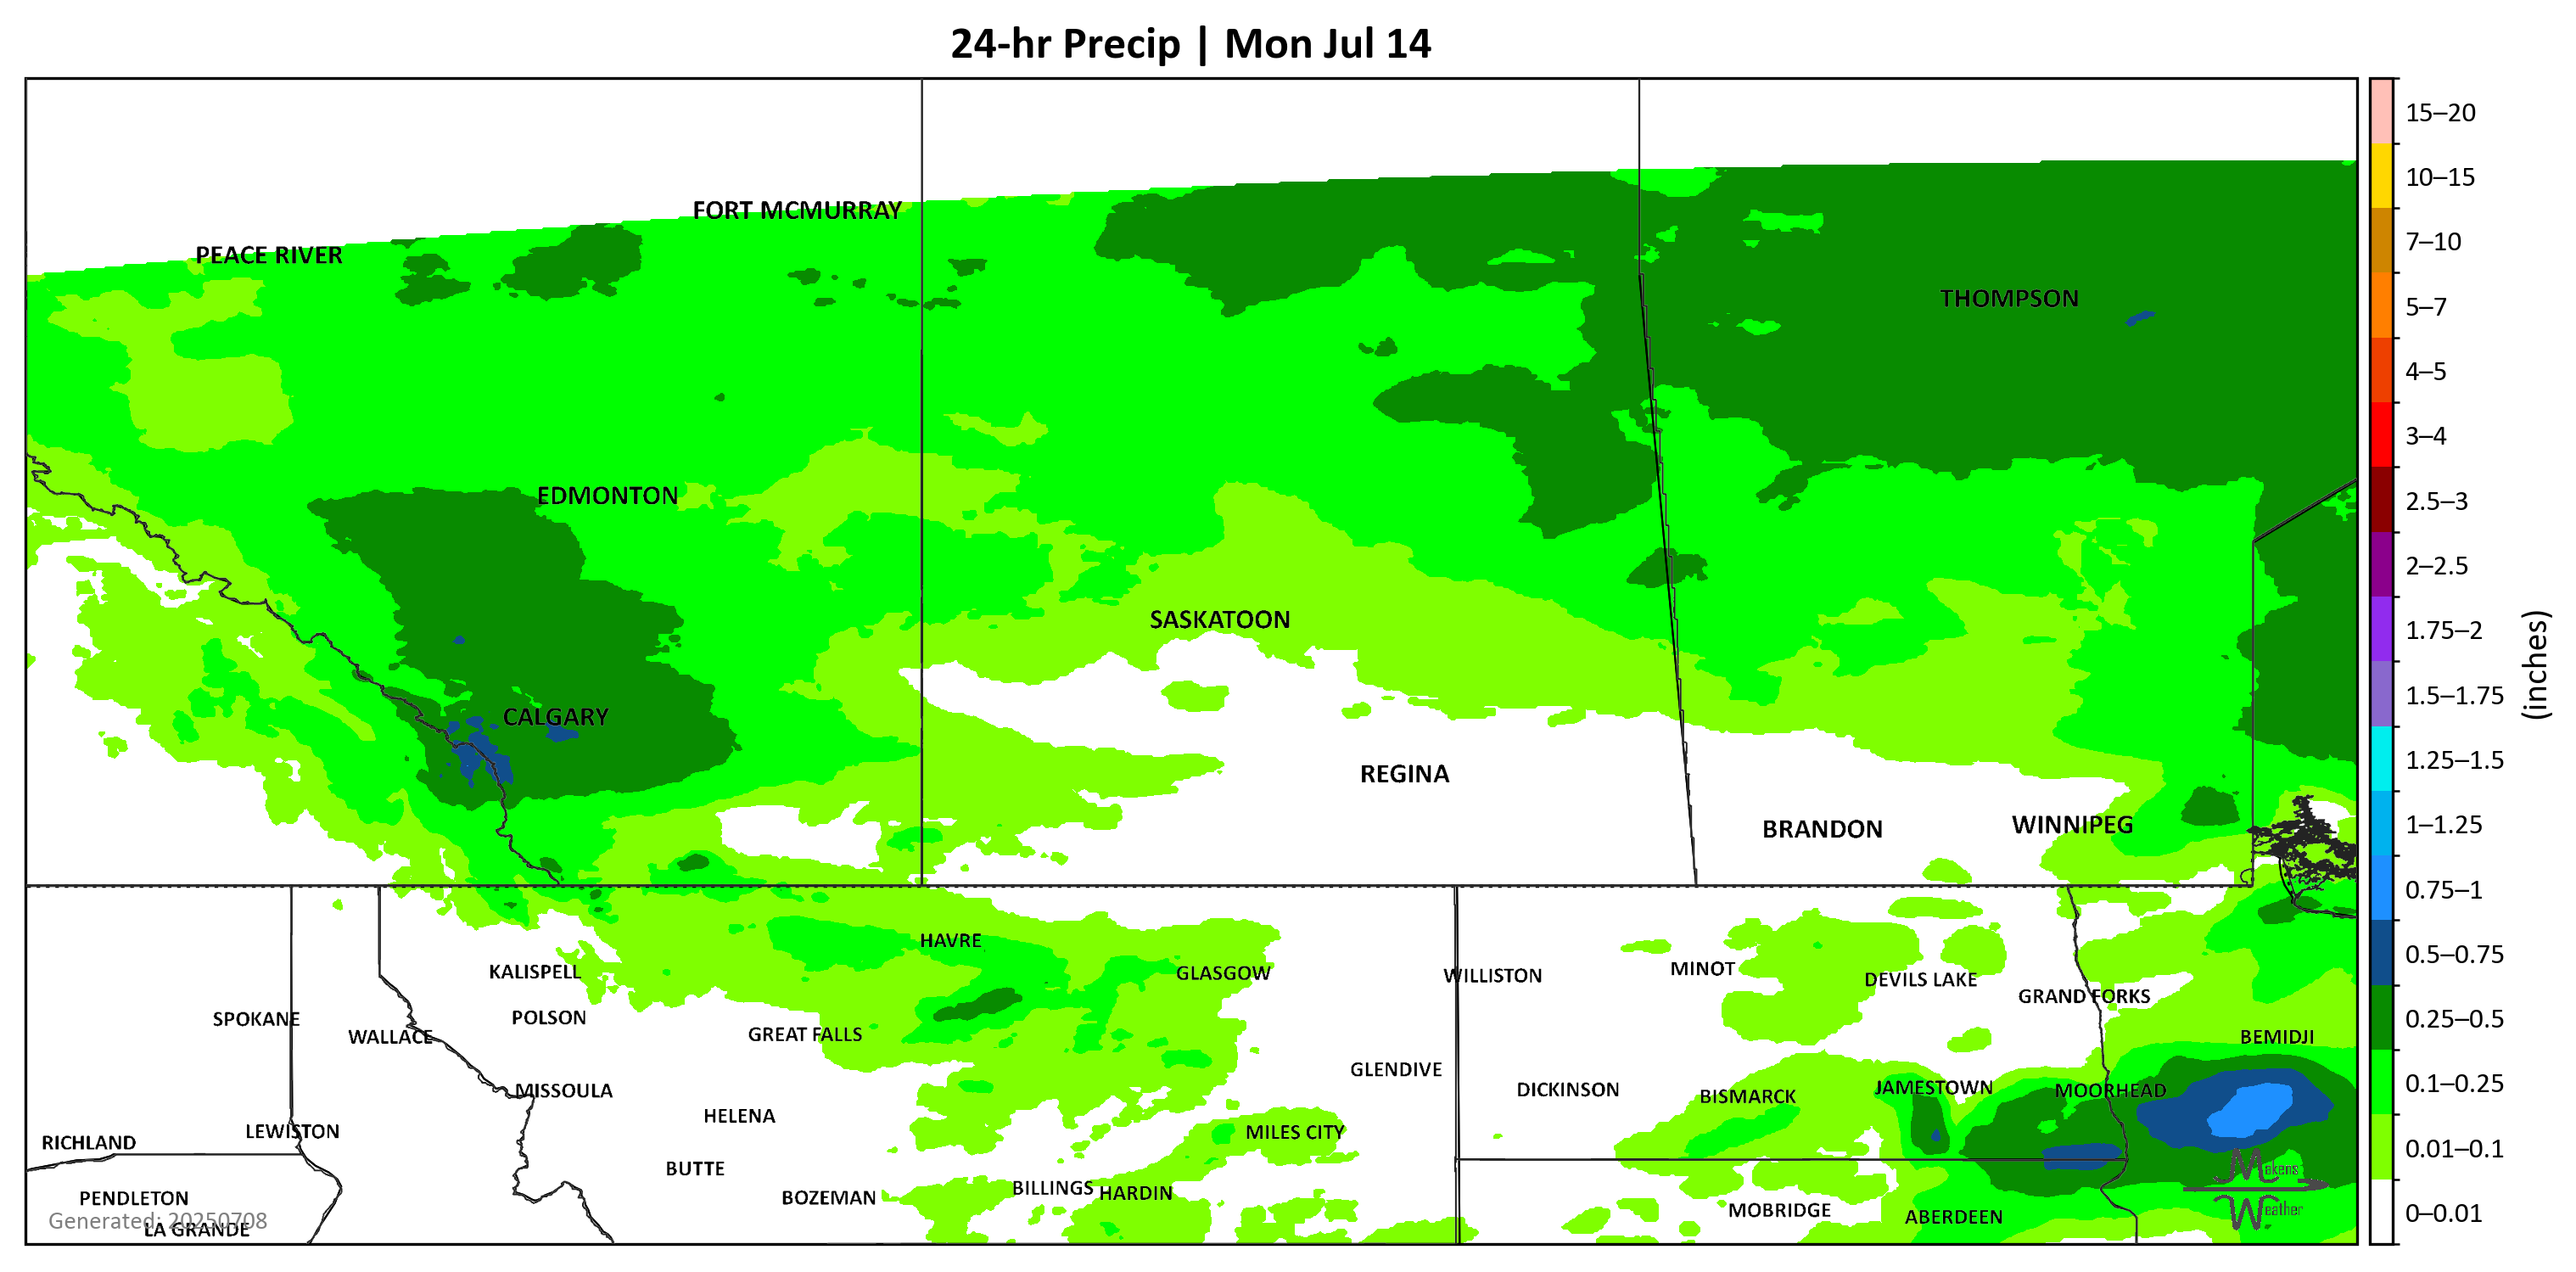 24-hr Precip | Mon Jul 14
15–20
10–15
7–10
5–7
4–5
3–4
2.5–3
2–2.5
1.75–2
1.5–1.75
1.25–1.5
1–1.25
0.75–1
0.5–0.75
0.25–0.5
0.1–0.25
0.01–0.1
0–0.01
(inches)
FORT MCMURRAY
PEACE RIVER
THOMPSON
EDMONTON
SASKATOON
CALGARY
REGINA
BRANDON
WINNIPEG
HAVRE
KALISPELL
GLASGOW
WILLISTON
MINOT
DEVILS LAKE
GRAND FORKS
SPOKANE
POLSON
WALLACE
GREAT FALLS
BEMIDJI
GLENDIVE
MISSOULA
DICKINSON
BISMARCK
JAMESTOWN
MOORHEAD
HELENA
LEWISTON
MILES CITY
RICHLAND
BUTTE
BILLINGS
HARDIN
PENDLETON
BOZEMAN
MOBRIDGE
ABERDEEN
Generated: 20250708
LA GRANDE
Makens
Weather